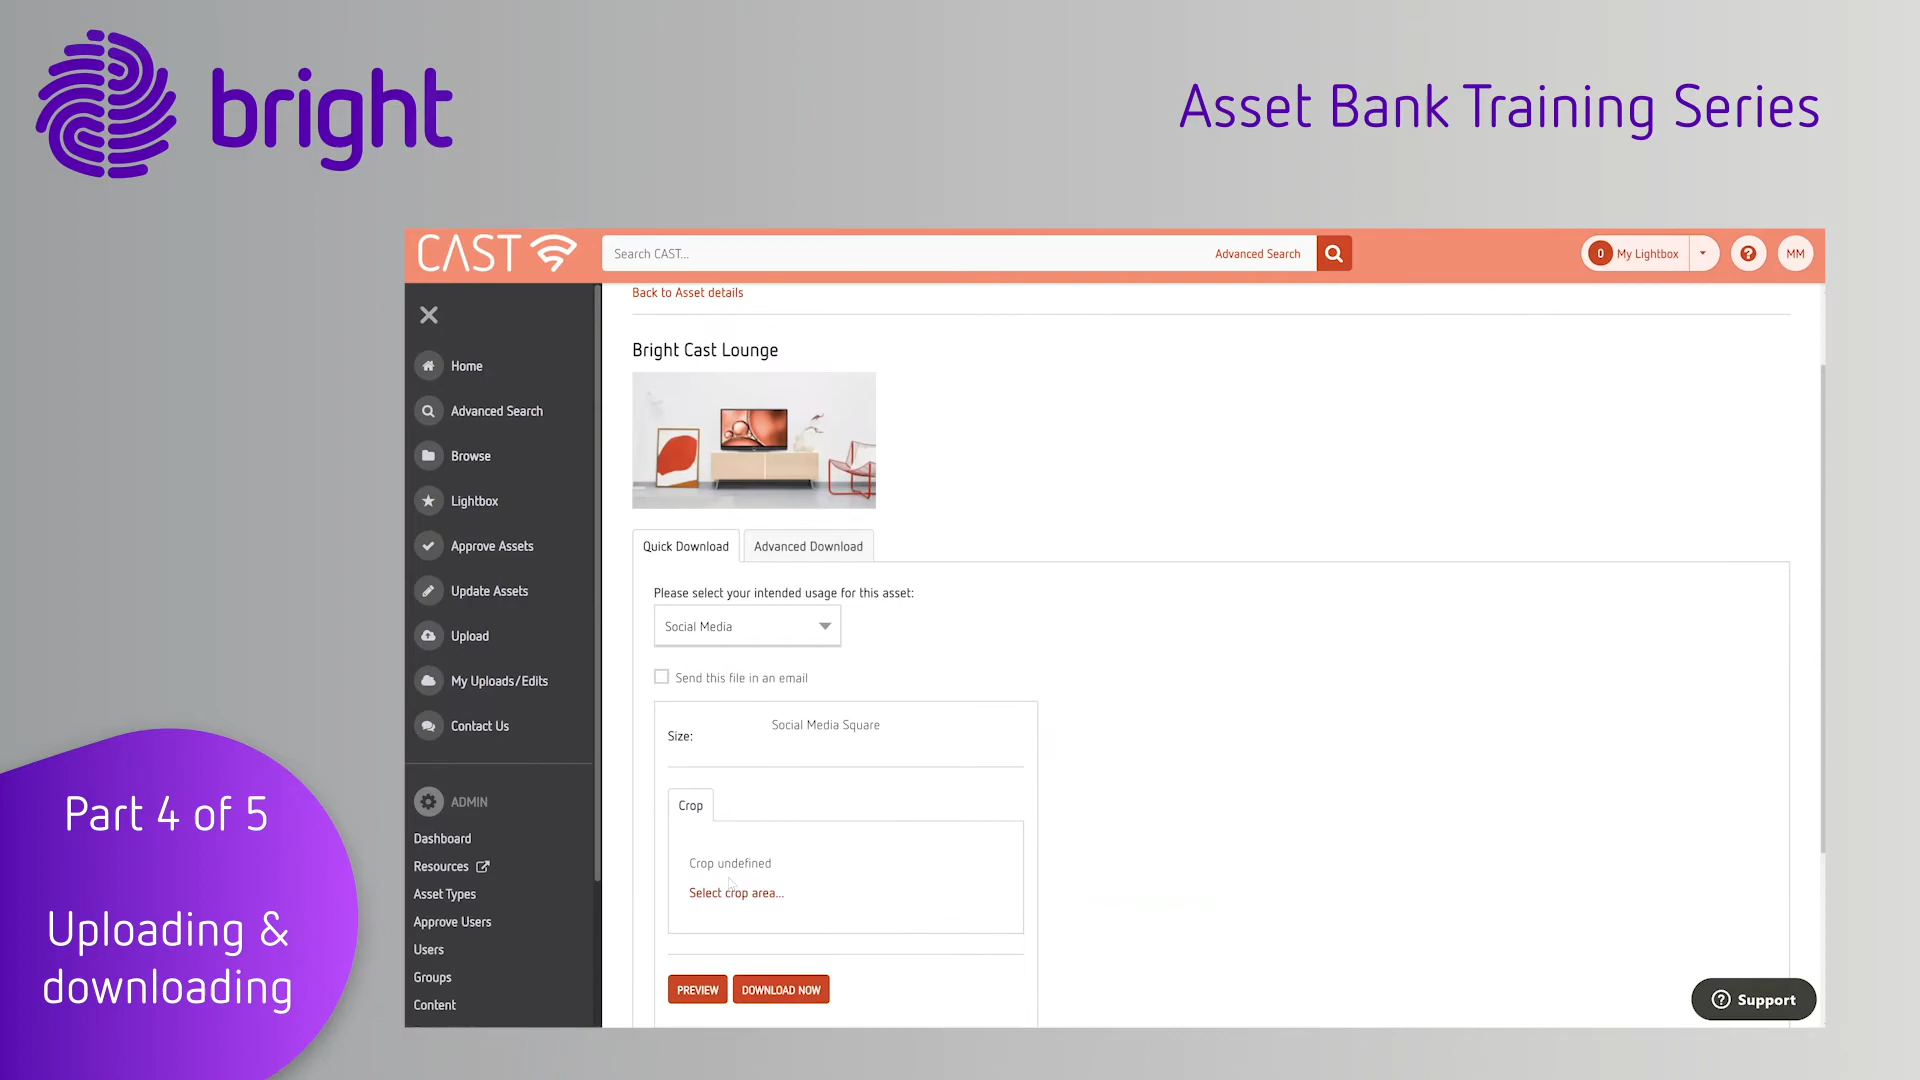 bright
Asset Bank Training Series
CAST
Search CAST...
Advanced Search
0
My Lightbox
?
MM
Back to Asset details
Home
Advanced Search
Browse
Lightbox
Approve Assets
Update Assets
Upload
My Uploads/Edits
Contact Us
ADMIN
Dashboard
Resources
Asset Types
Approve Users
Users
Groups
Content
Bright Cast Lounge
Quick Download
Advanced Download
Please select your intended usage for this asset:
Social Media
Send this file in an email
Size:
Social Media Square
Crop
Crop undefined
Select crop area...
PREVIEW
DOWNLOAD NOW
? Support
Part 4 of 5
Uploading &
downloading